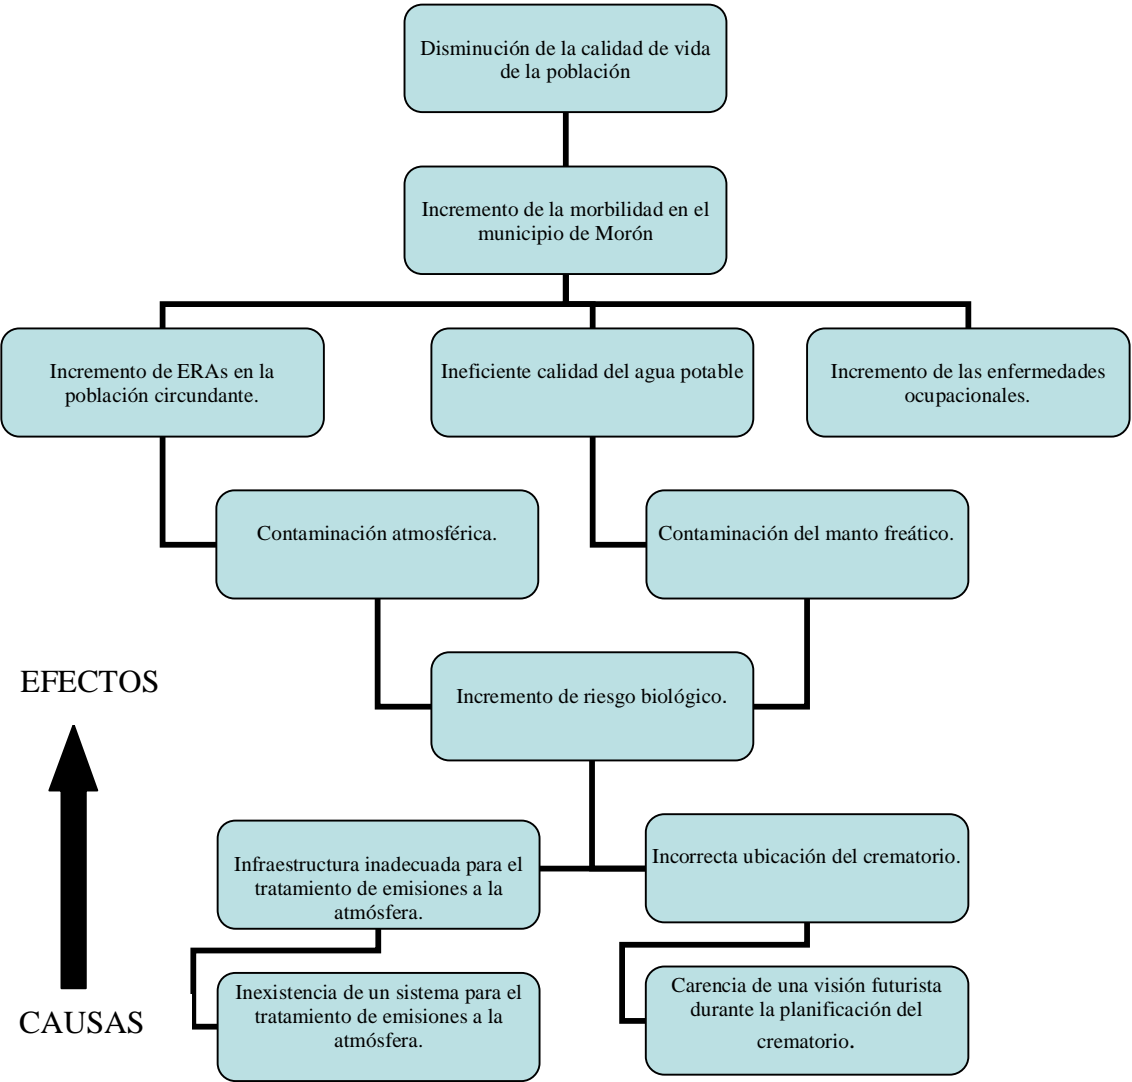 Disminución de la calidad de vida
de la población
Incremento de la morbilidad en el
municipio de Morón
Incremento de ERAs en la
población circundante.
Ineficiente calidad del agua potable
Incremento de las enfermedades
ocupacionales.
Contaminación atmosférica.
Contaminación del manto freático.
EFECTOS
Incremento de riesgo biológico.
Infraestructura inadecuada para el
tratamiento de emisiones a la
atmósfera.
Incorrecta ubicación del crematorio.
Inexistencia de un sistema para el
tratamiento de emisiones a la
atmósfera.
Carencia de una visión futurista
durante la planificación del
crematorio.
CAUSAS